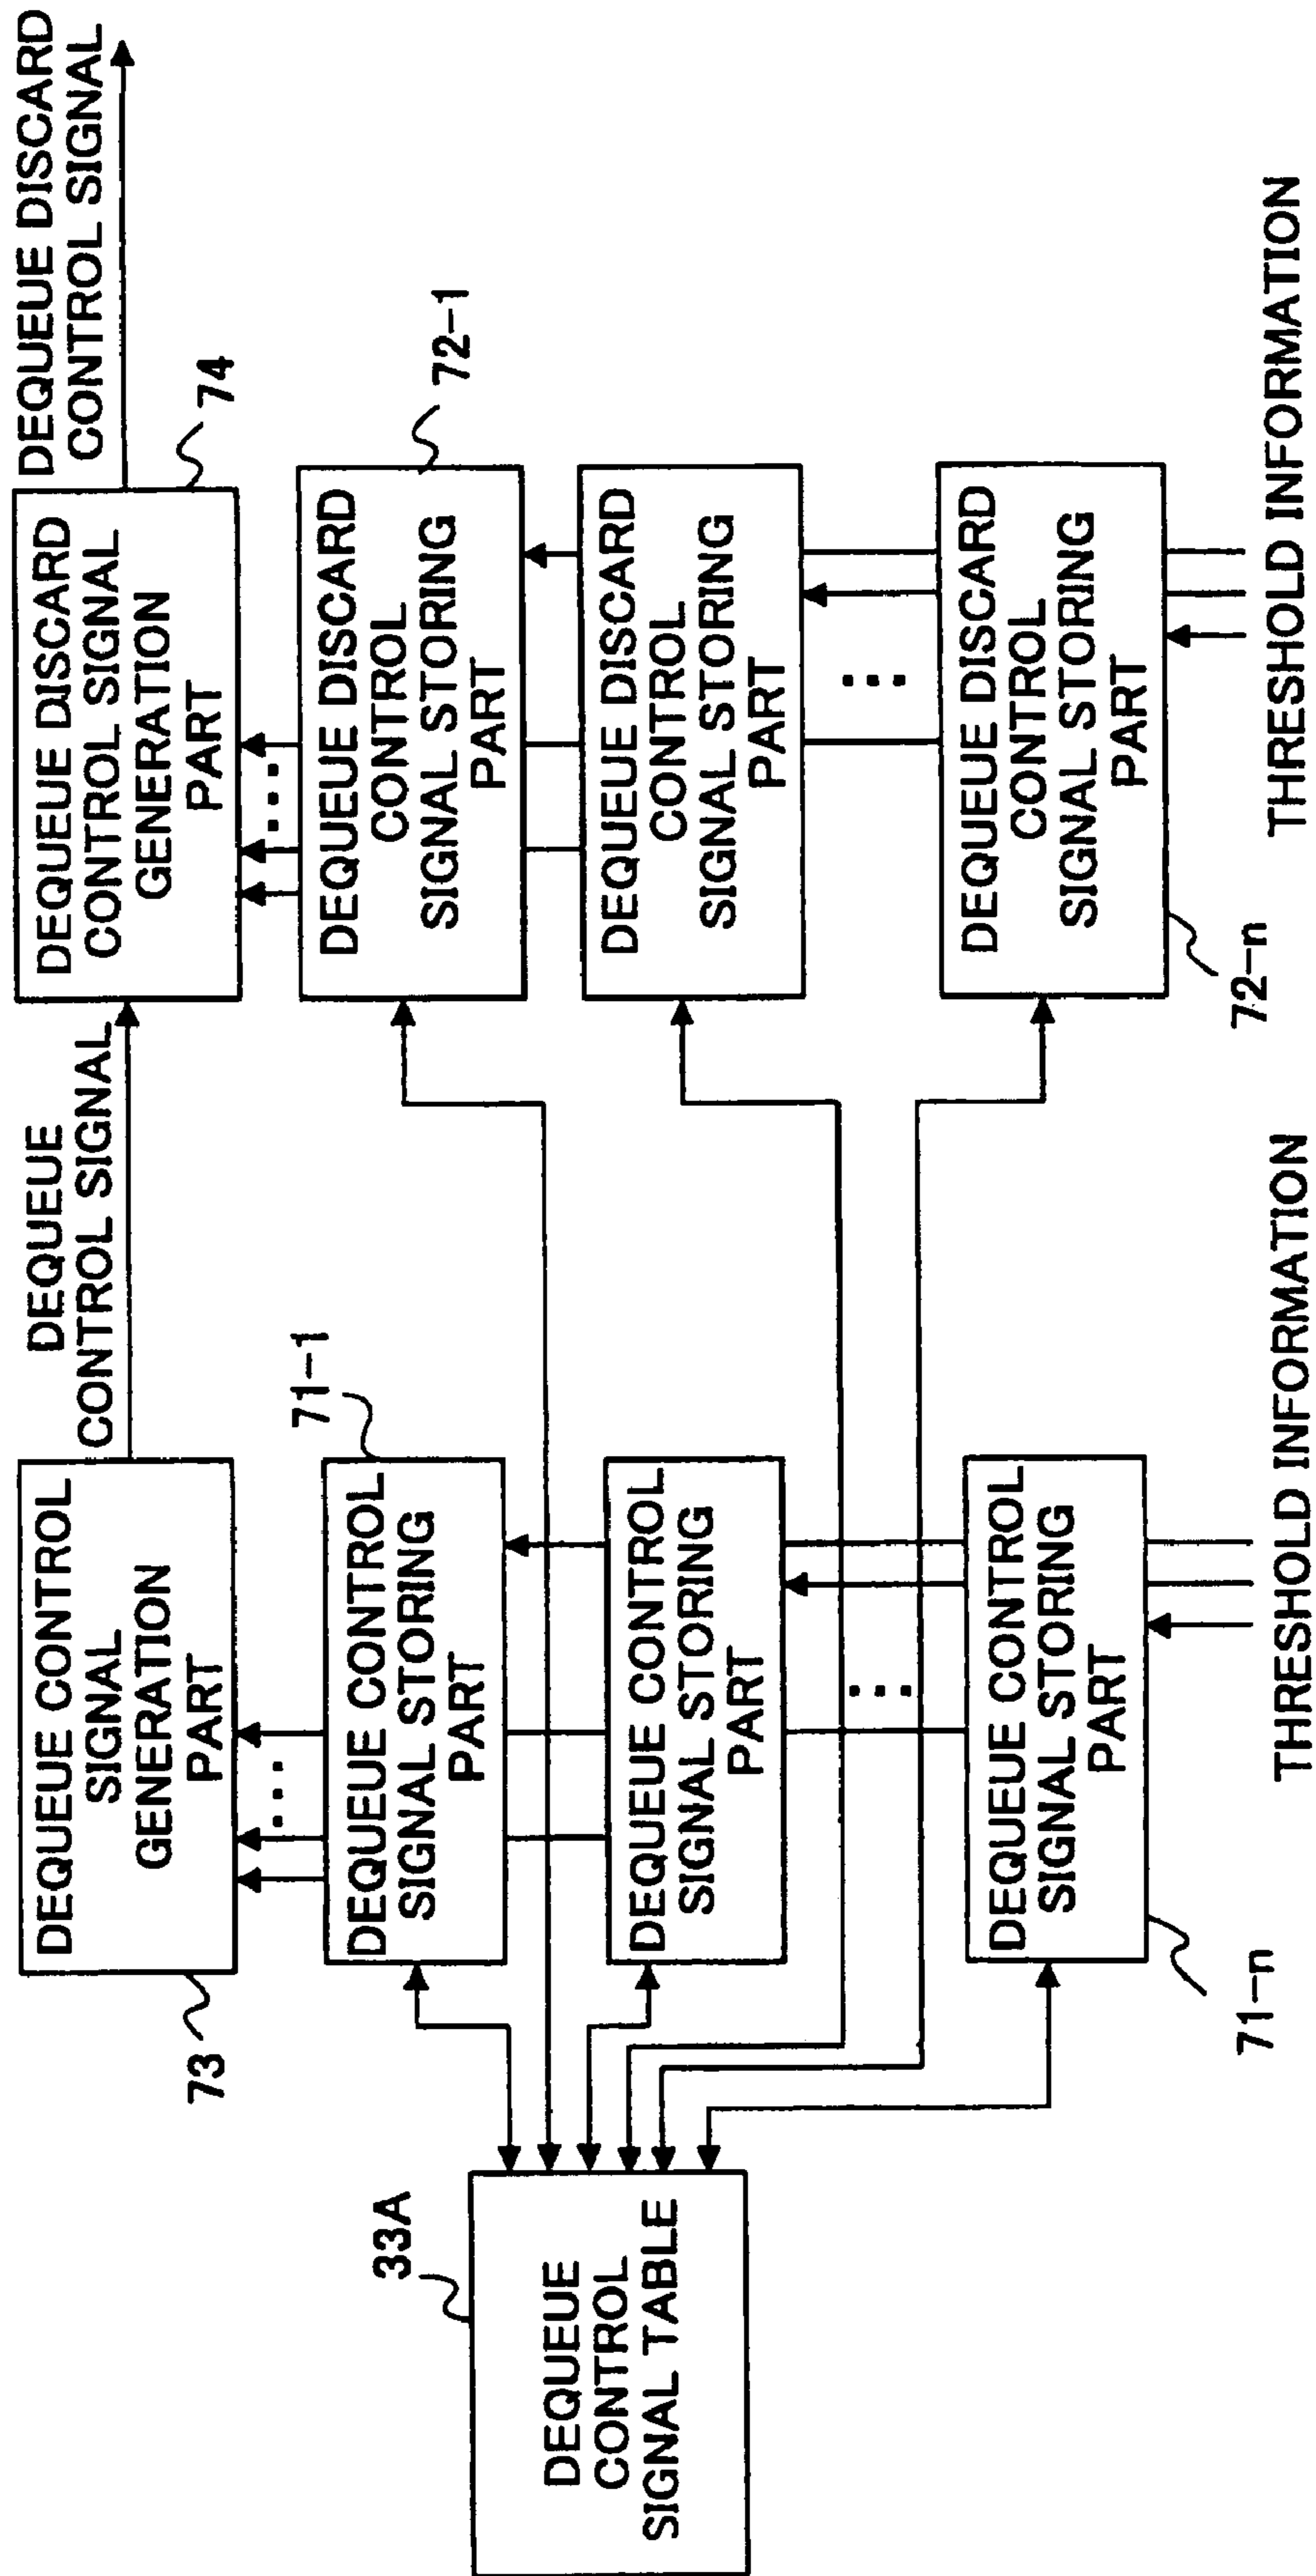 DEQUEUE
CONTROL
SIGNAL TABLE
33A
DEQUEUE CONTROL
SIGNAL
GENERATION
PART
73
DEQUEUE
CONTROL SIGNAL
DEQUEUE DISCARD
CONTROL SIGNAL
GENERATION
PART
74
DEQUEUE DISCARD
CONTROL SIGNAL
DEQUEUE CONTROL
SIGNAL STORING
PART
71-1
DEQUEUE DISCARD
CONTROL
SIGNAL STORING
PART
72-1
DEQUEUE CONTROL
SIGNAL STORING
PART
DEQUEUE DISCARD
CONTROL
SIGNAL STORING
PART
...
...
...
...
DEQUEUE CONTROL
SIGNAL STORING
PART
71-n
DEQUEUE DISCARD
CONTROL
SIGNAL STORING
PART
72-n
THRESHOLD INFORMATION
THRESHOLD INFORMATION